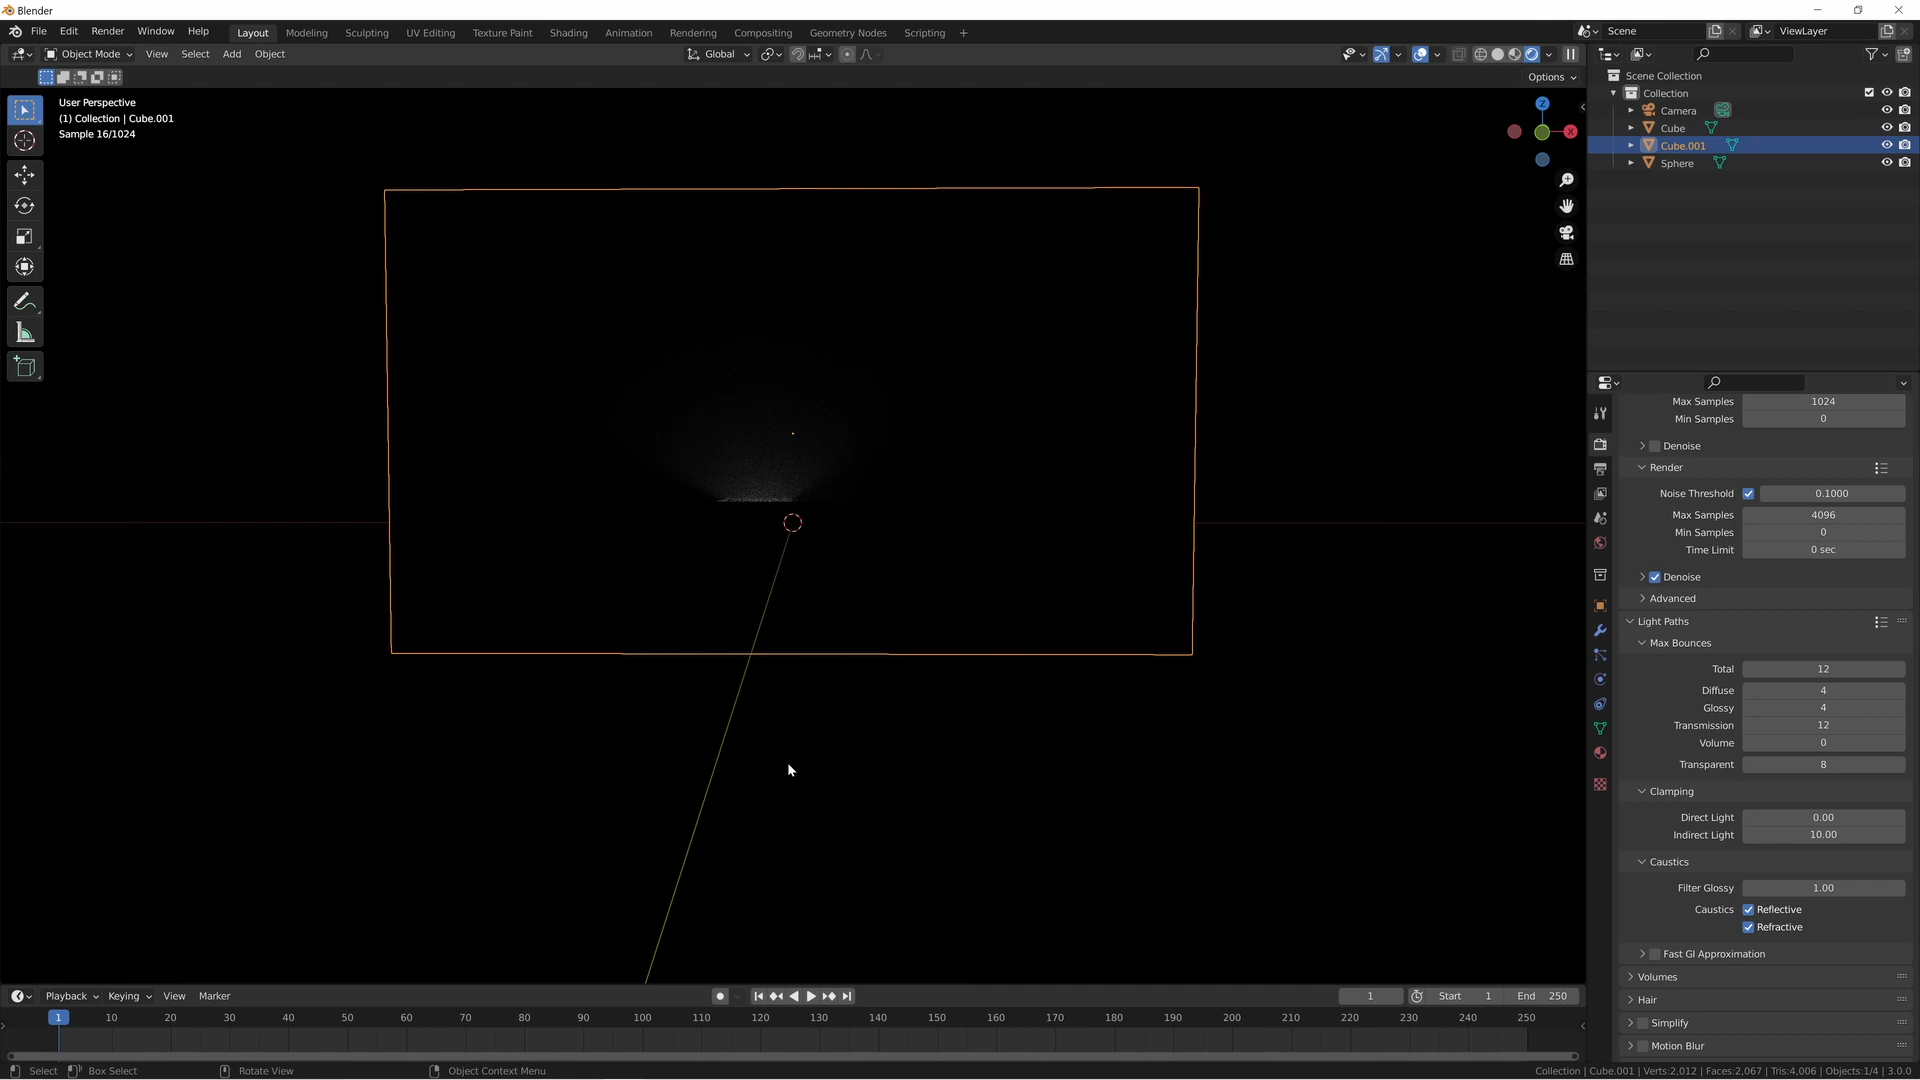 Blender
File Edit Render Window Help Layout Modeling Sculpting UV Editing Texture Paint Shading Animation Rendering Compositing Geometry Nodes Scripting + Scene ViewLayer
Object Mode View Select Add Object Global
Options
User Perspective
(1) Collection | Cube.001
Sample 16/1024
Z
X
Scene Collection
Collection
Camera
Cube
Cube.001
Sphere
Max Samples 1024
Min Samples 0
Denoise
Render
Noise Threshold 0.1000
Max Samples 4096
Min Samples 0
Time Limit 0 sec
Denoise
Advanced
Light Paths
Max Bounces
Total 12
Diffuse 4
Glossy 4
Transmission 12
Volume 0
Transparent 8
Clamping
Direct Light 0.00
Indirect Light 10.00
Caustics
Filter Glossy 1.00
Caustics Reflective
Refractive
Fast GI Approximation
Volumes
Hair
Simplify
Motion Blur
Playback Keying View Marker 1 Start 1 End 250
1 10 20 30 40 50 60 70 80 90 100 110 120 130 140 150 160 170 180 190 200 210 220 230 240 250
Select Box Select Rotate View Object Context Menu Collection | Cube.001 | Verts:2,012 | Faces:2,067 | Tris:4,006 | Objects:1/4 | 3.0.0